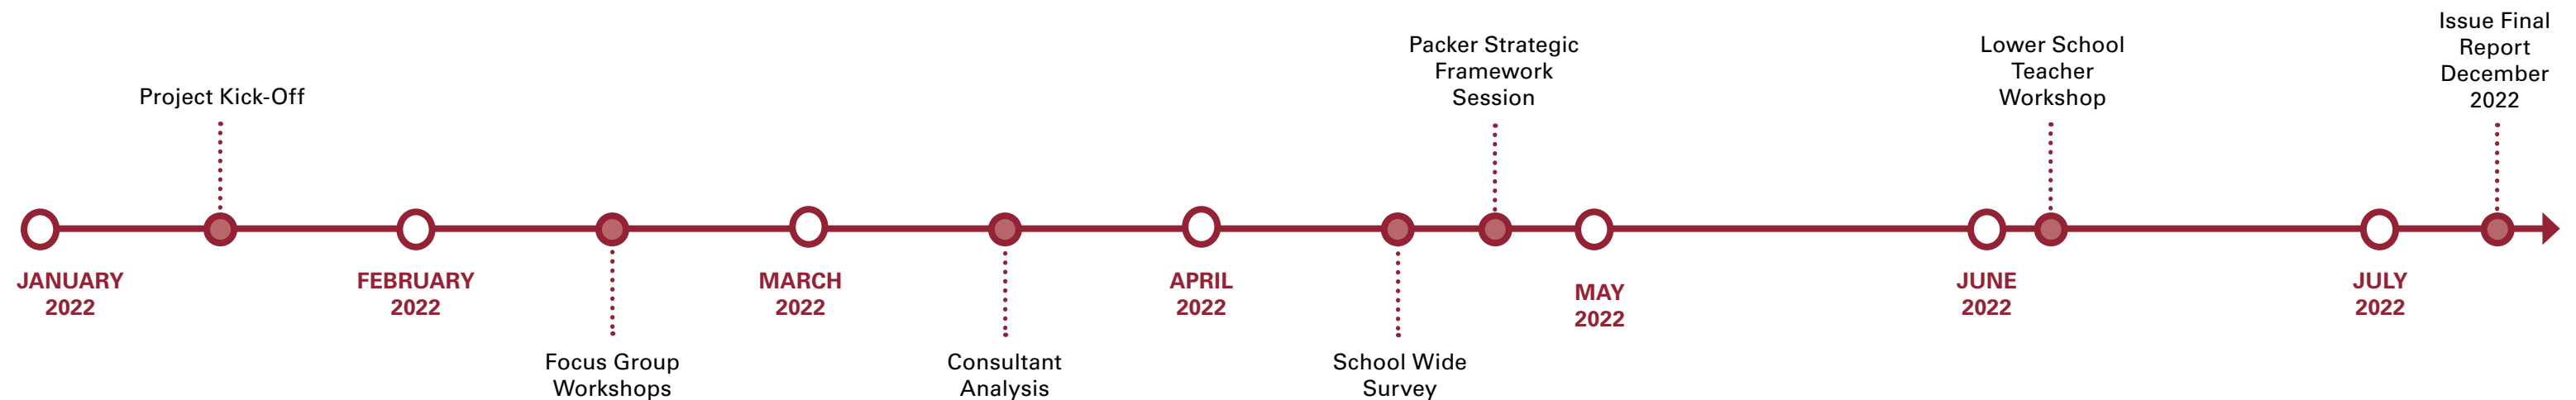 Project Kick-Off
Packer Strategic
Framework
Session
Lower School
Teacher
Workshop
Issue Final
Report
December
2022
JANUARY
2022
FEBRUARY
2022
MARCH
2022
APRIL
2022
MAY
2022
JUNE
2022
JULY
2022
Focus Group
Workshops
Consultant
Analysis
School Wide
Survey